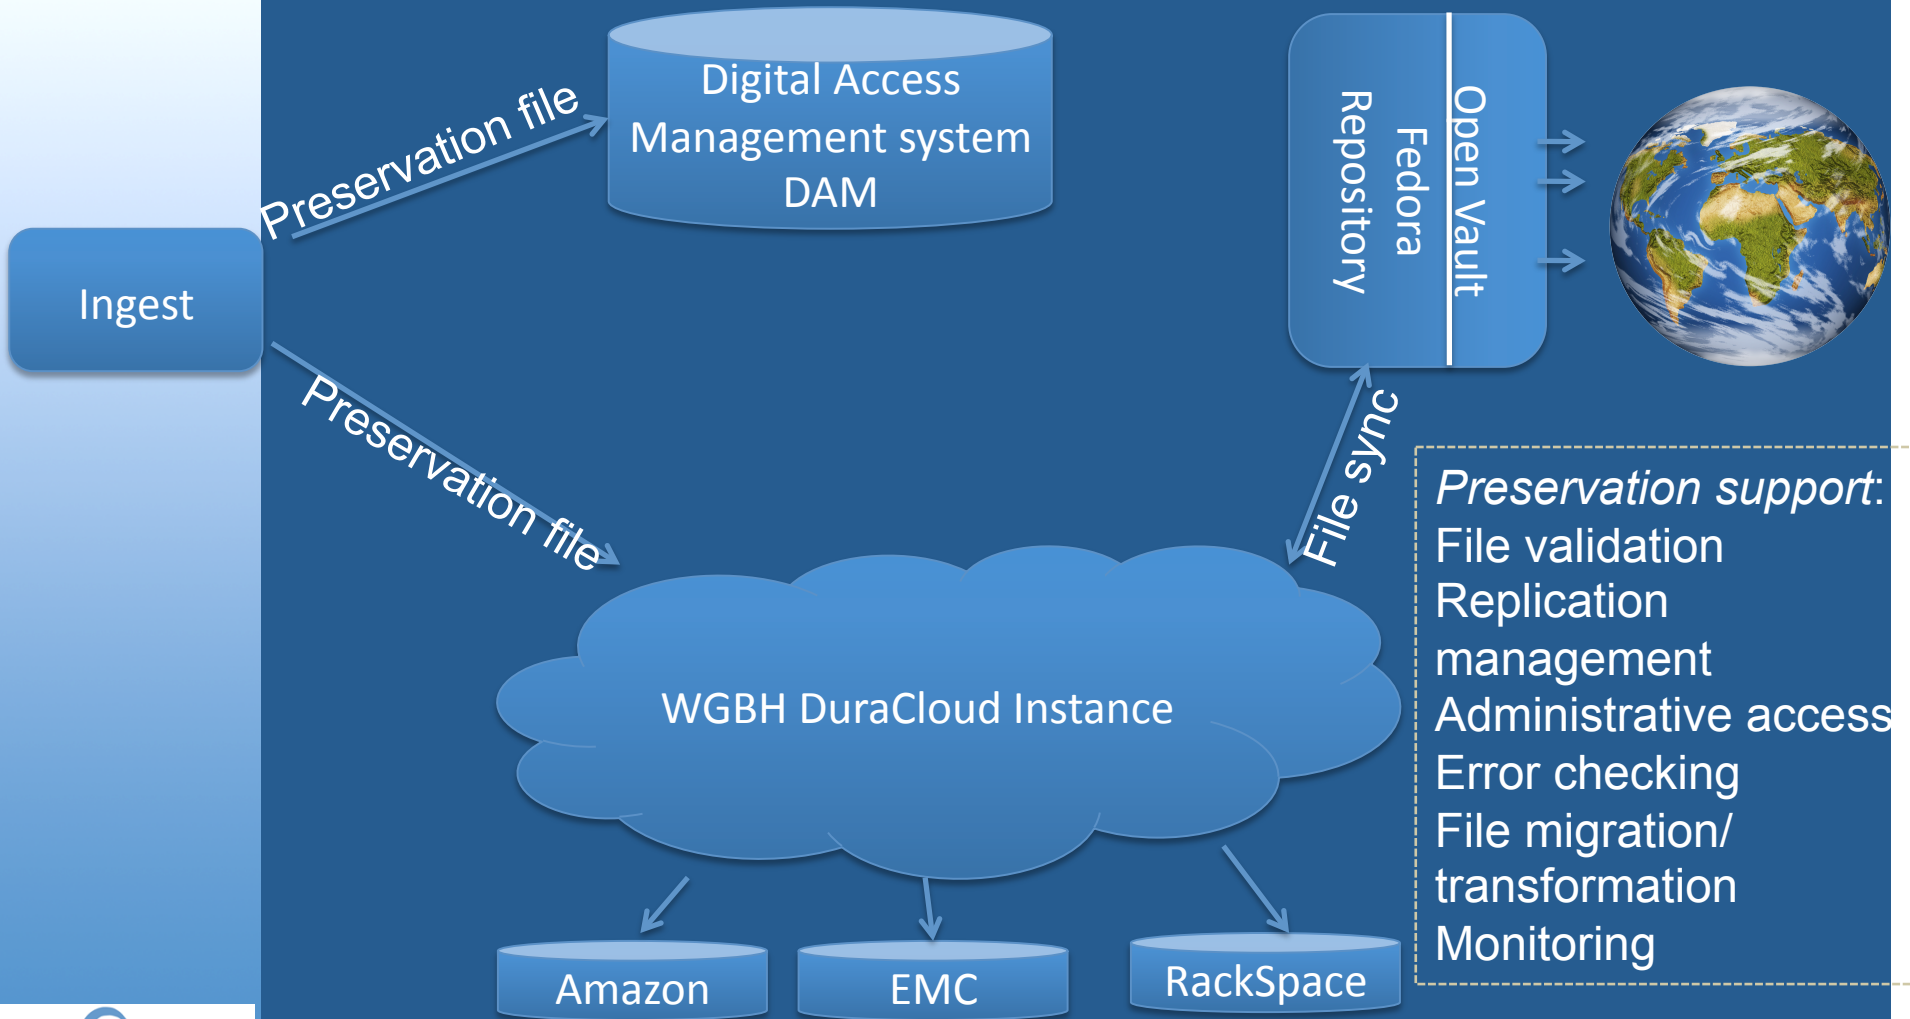 Preservation file
Digital Access
Management system
DAM
Open Vault
Fedora
Repository
Ingest
Preservation file
File sync
WGBH DuraCloud Instance
Preservation support:
File validation
Replication
management
Administrative access
Error checking
File migration/
transformation
Monitoring
Amazon
EMC
RackSpace